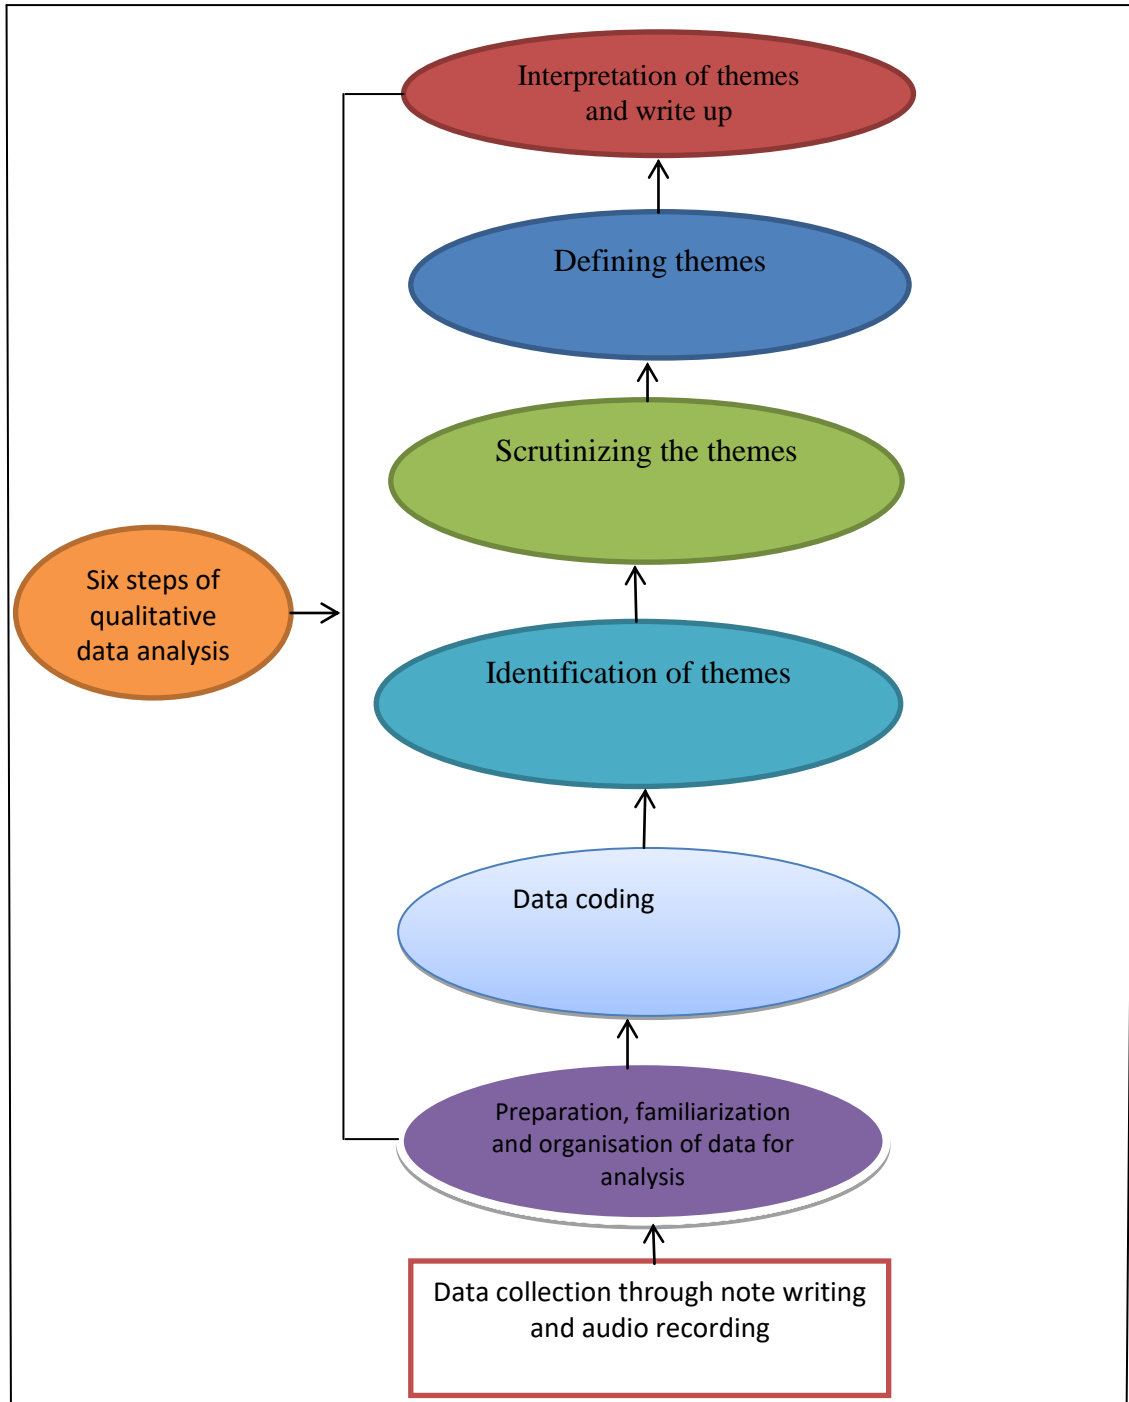 Interpretation of themes
and write up
Defining themes
Scrutinizing the themes
Six steps of
qualitative
data analysis
Identification of themes
Data coding
Preparation, familiarization
and organisation of data for
analysis
Data collection through note writing
and audio recording